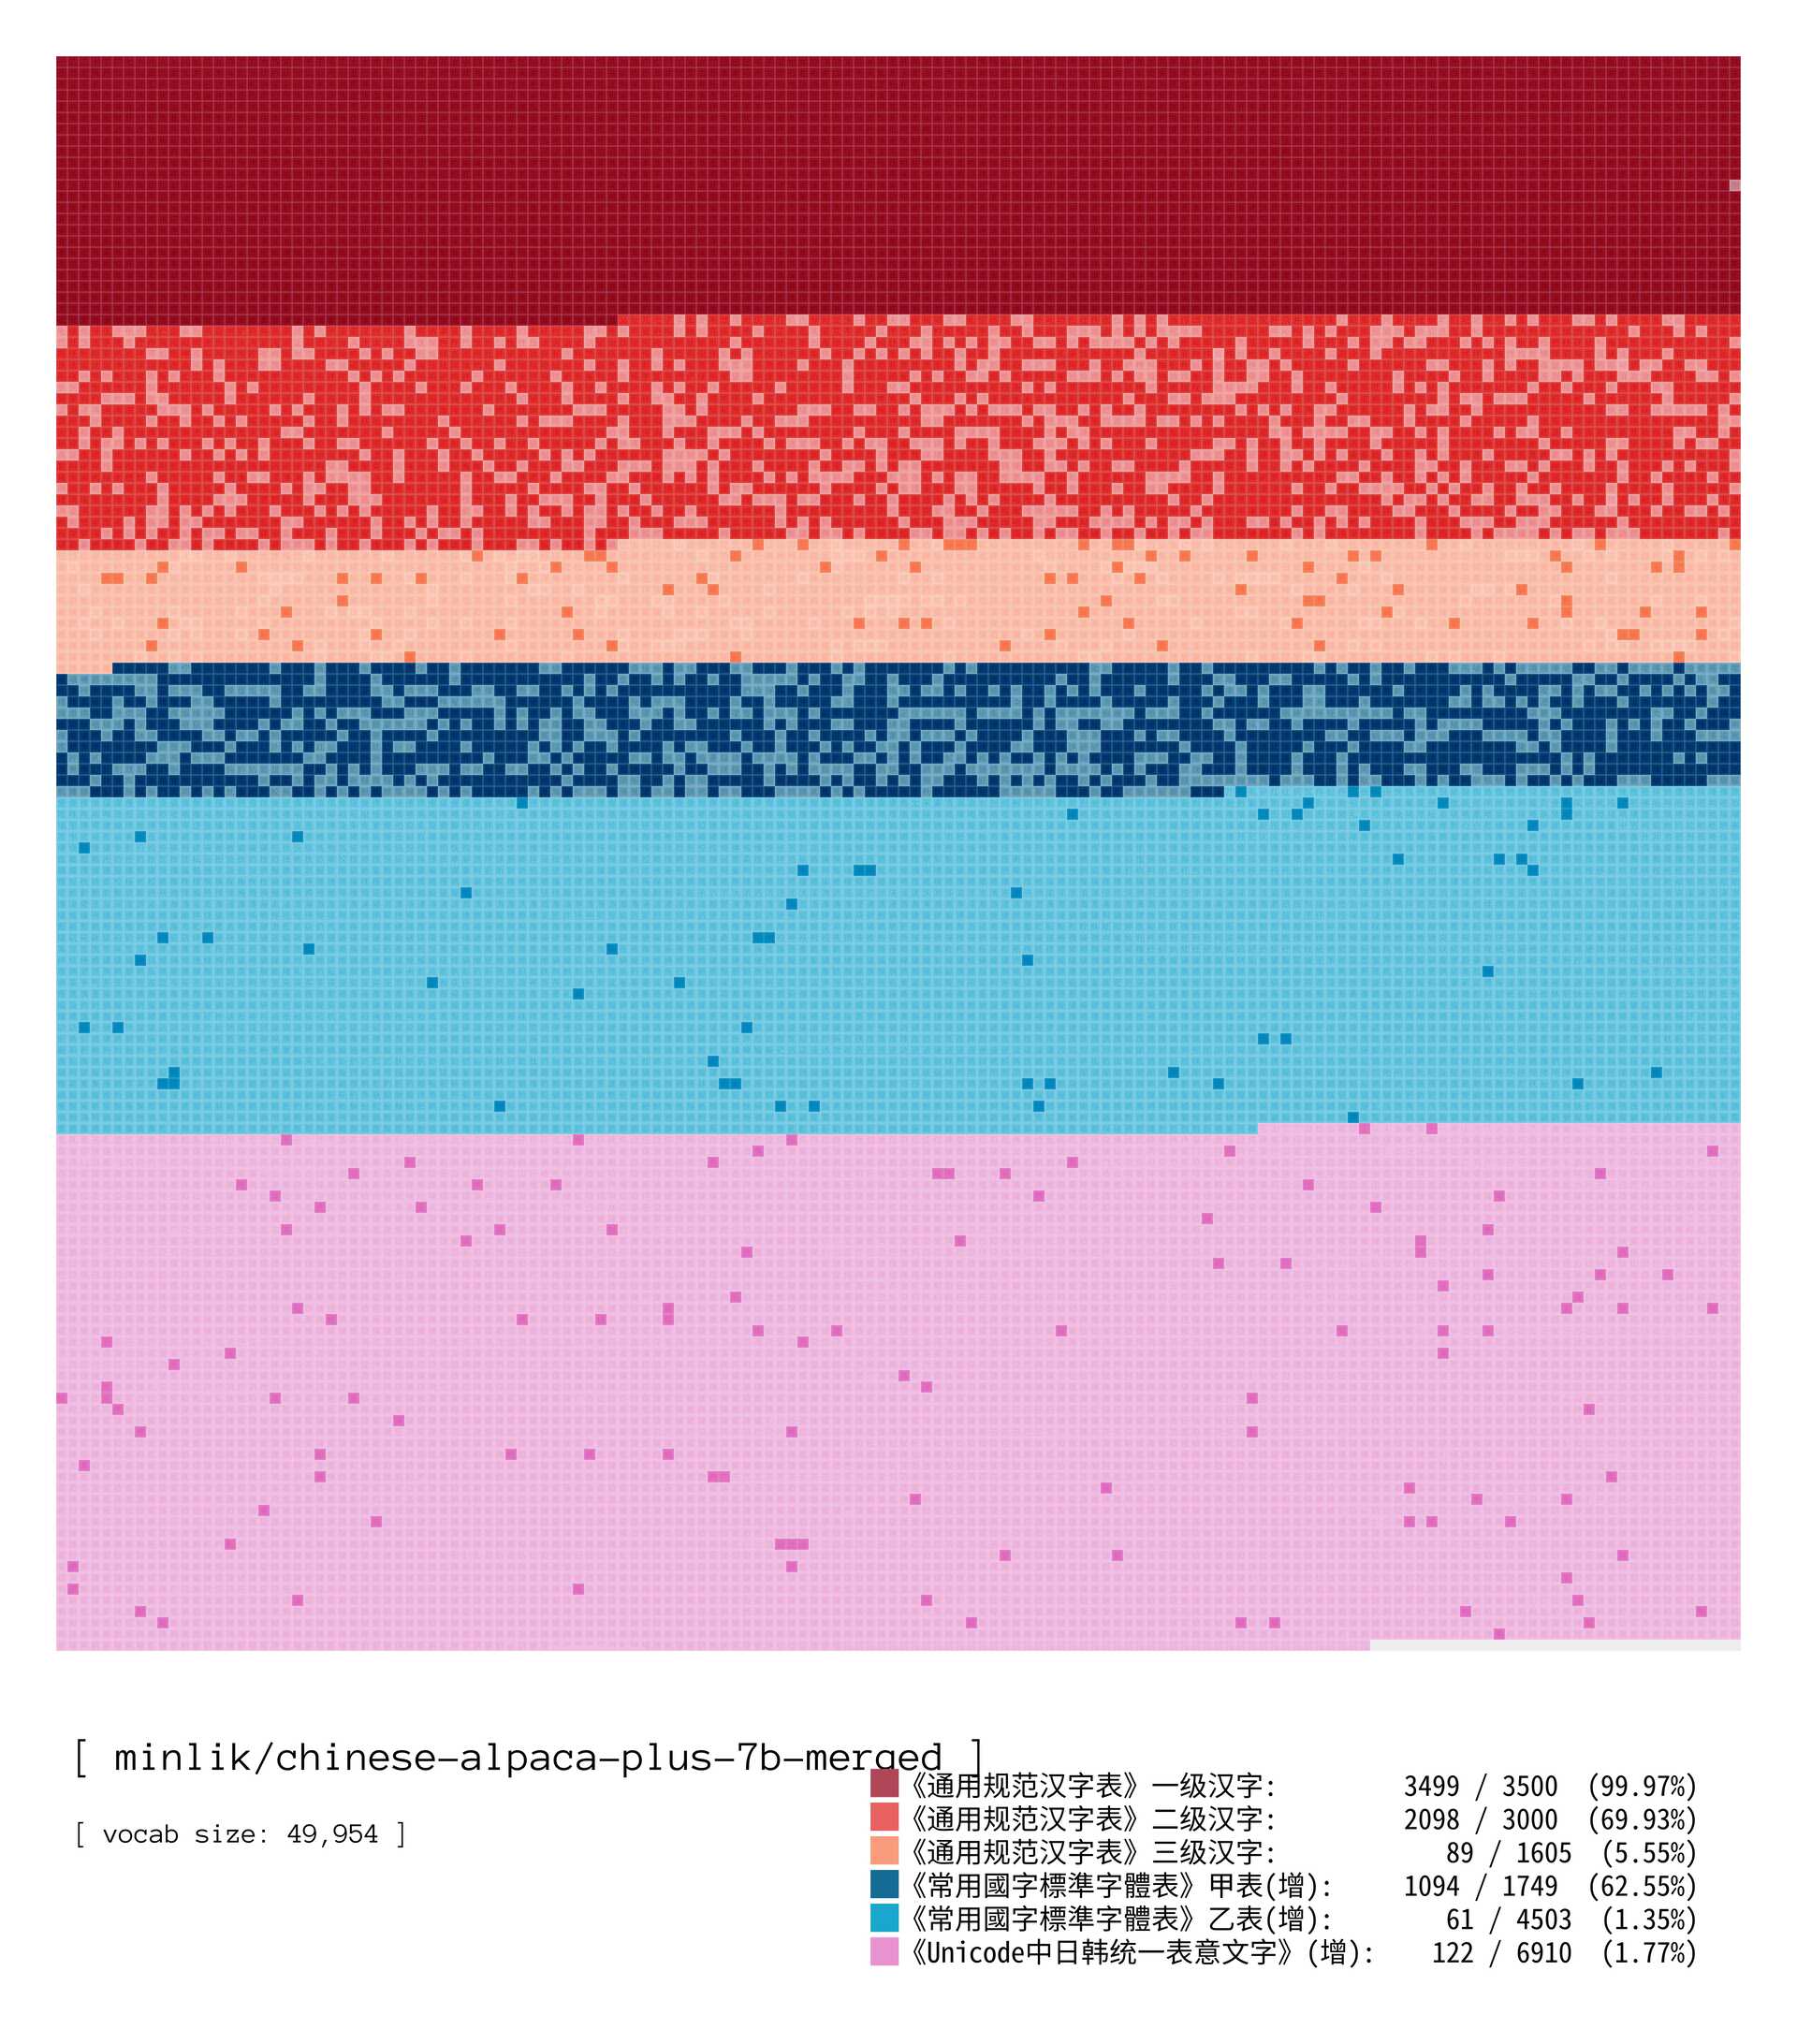 [ minlik/chinese-alpaca-plus-7b-merged ]
[ vocab size: 49,954 ]
《通用规范汉字表》一级汉字: 3499 / 3500 (99.97%)
《通用规范汉字表》二级汉字: 2098 / 3000 (69.93%)
《通用规范汉字表》三级汉字: 89 / 1605 (5.55%)
《常用國字標準字體表》甲表(增): 1094 / 1749 (62.55%)
《常用國字標準字體表》乙表(增): 61 / 4503 (1.35%)
《Unicode中日韩统一表意文字》(增): 122 / 6910 (1.77%)